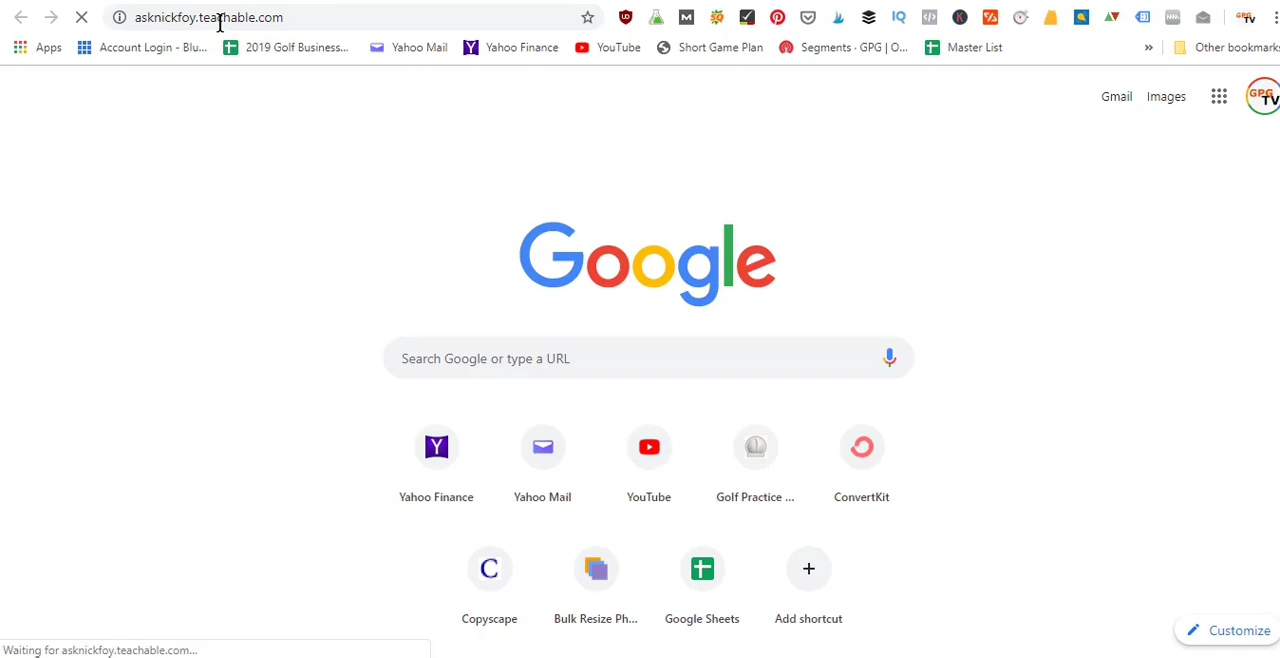 asknickfoy.teachable.com
Apps Account Login - Blu... 2019 Golf Business... Yahoo Mail Yahoo Finance YouTube Short Game Plan Segments · GPG | O... Master List » Other bookmarks
Gmail Images GPG TV
Google
Search Google or type a URL
Yahoo Finance Yahoo Mail YouTube Golf Practice ... ConvertKit
Copyscape Bulk Resize Ph... Google Sheets Add shortcut
Customize
Waiting for asknickfoy.teachable.com...